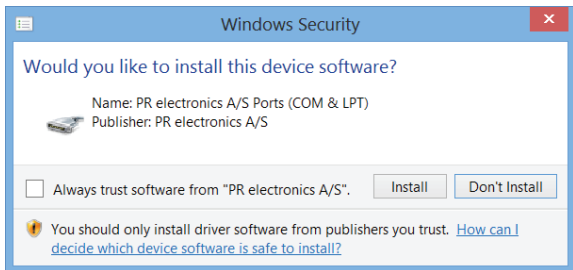 Windows Security
Would you like to install this device software?
Name: PR electronics A/S Ports (COM & LPT)
Publisher: PR electronics A/S
Always trust software from "PR electronics A/S".
Install
Don't Install
You should only install driver software from publishers you trust. How can I
decide which device software is safe to install?